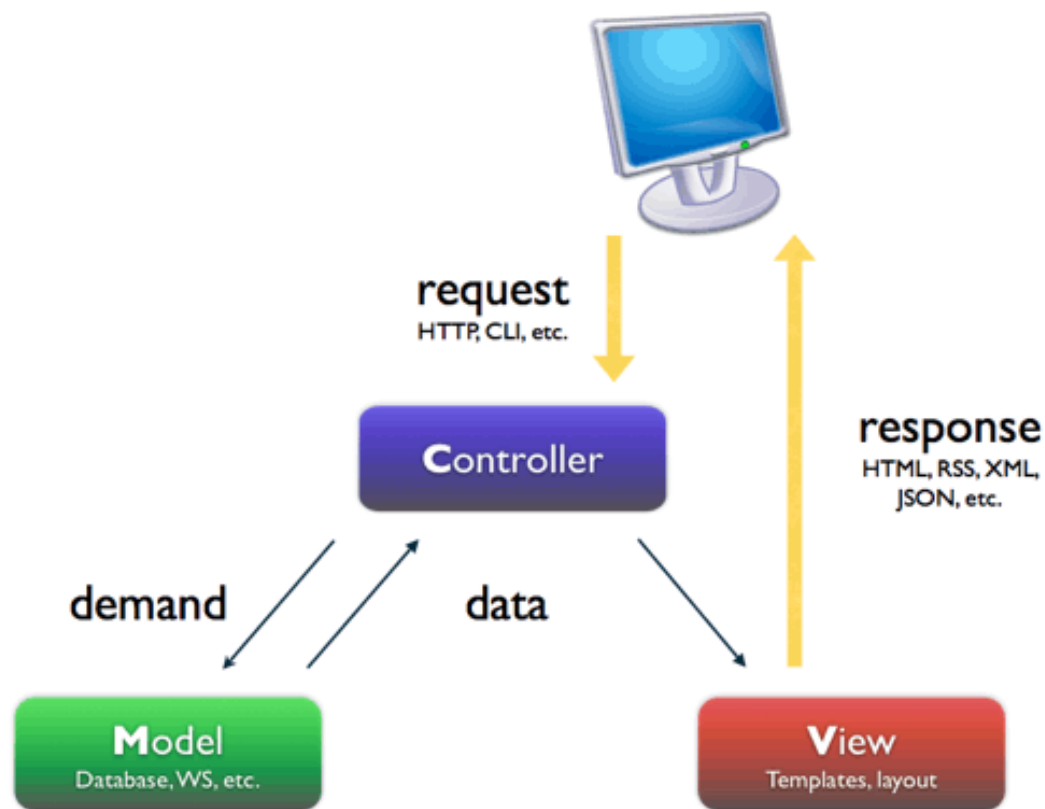 request
HTTP, CLI, etc.
Controller
response
HTML, RSS, XML,
JSON, etc.
demand
data
Model
Database, WS, etc.
View
Templates, layout